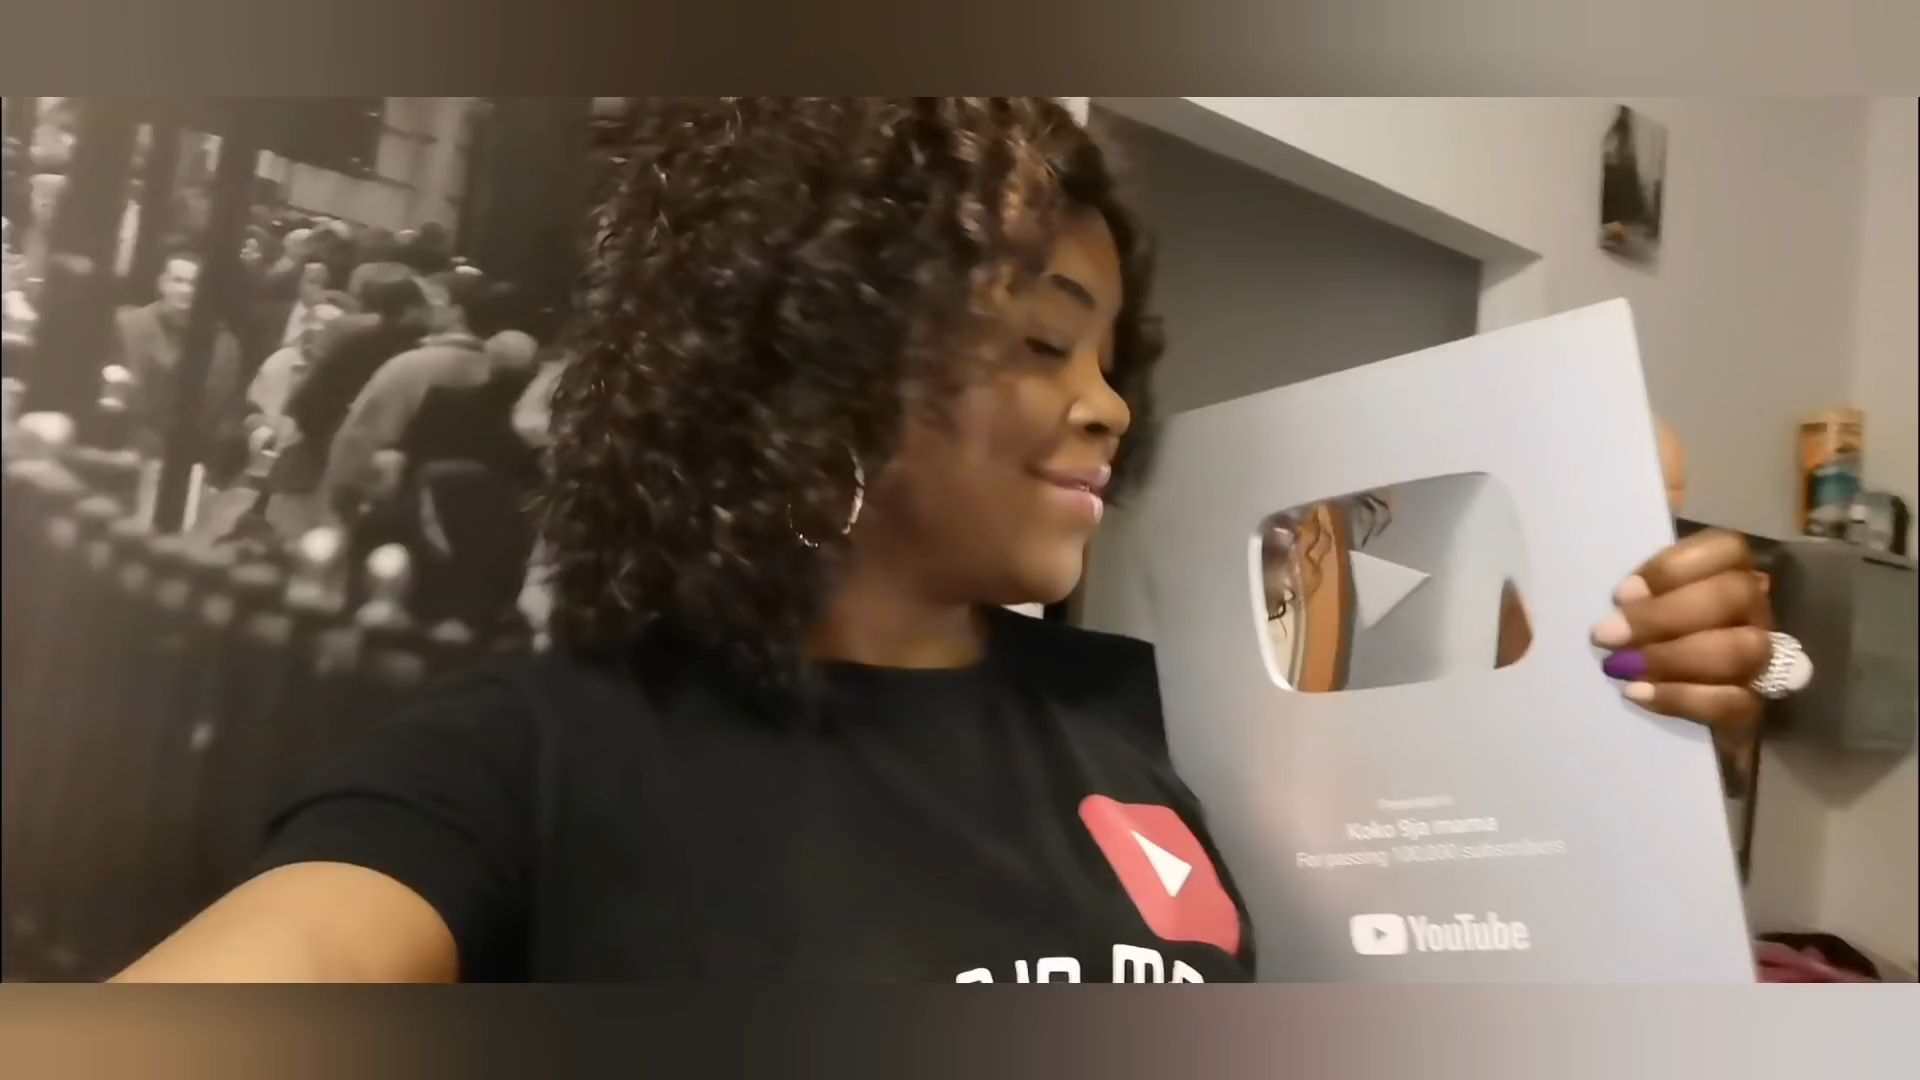 Presented to
Koko 9ja mama
For passing 100,000 subscribers
YouTube